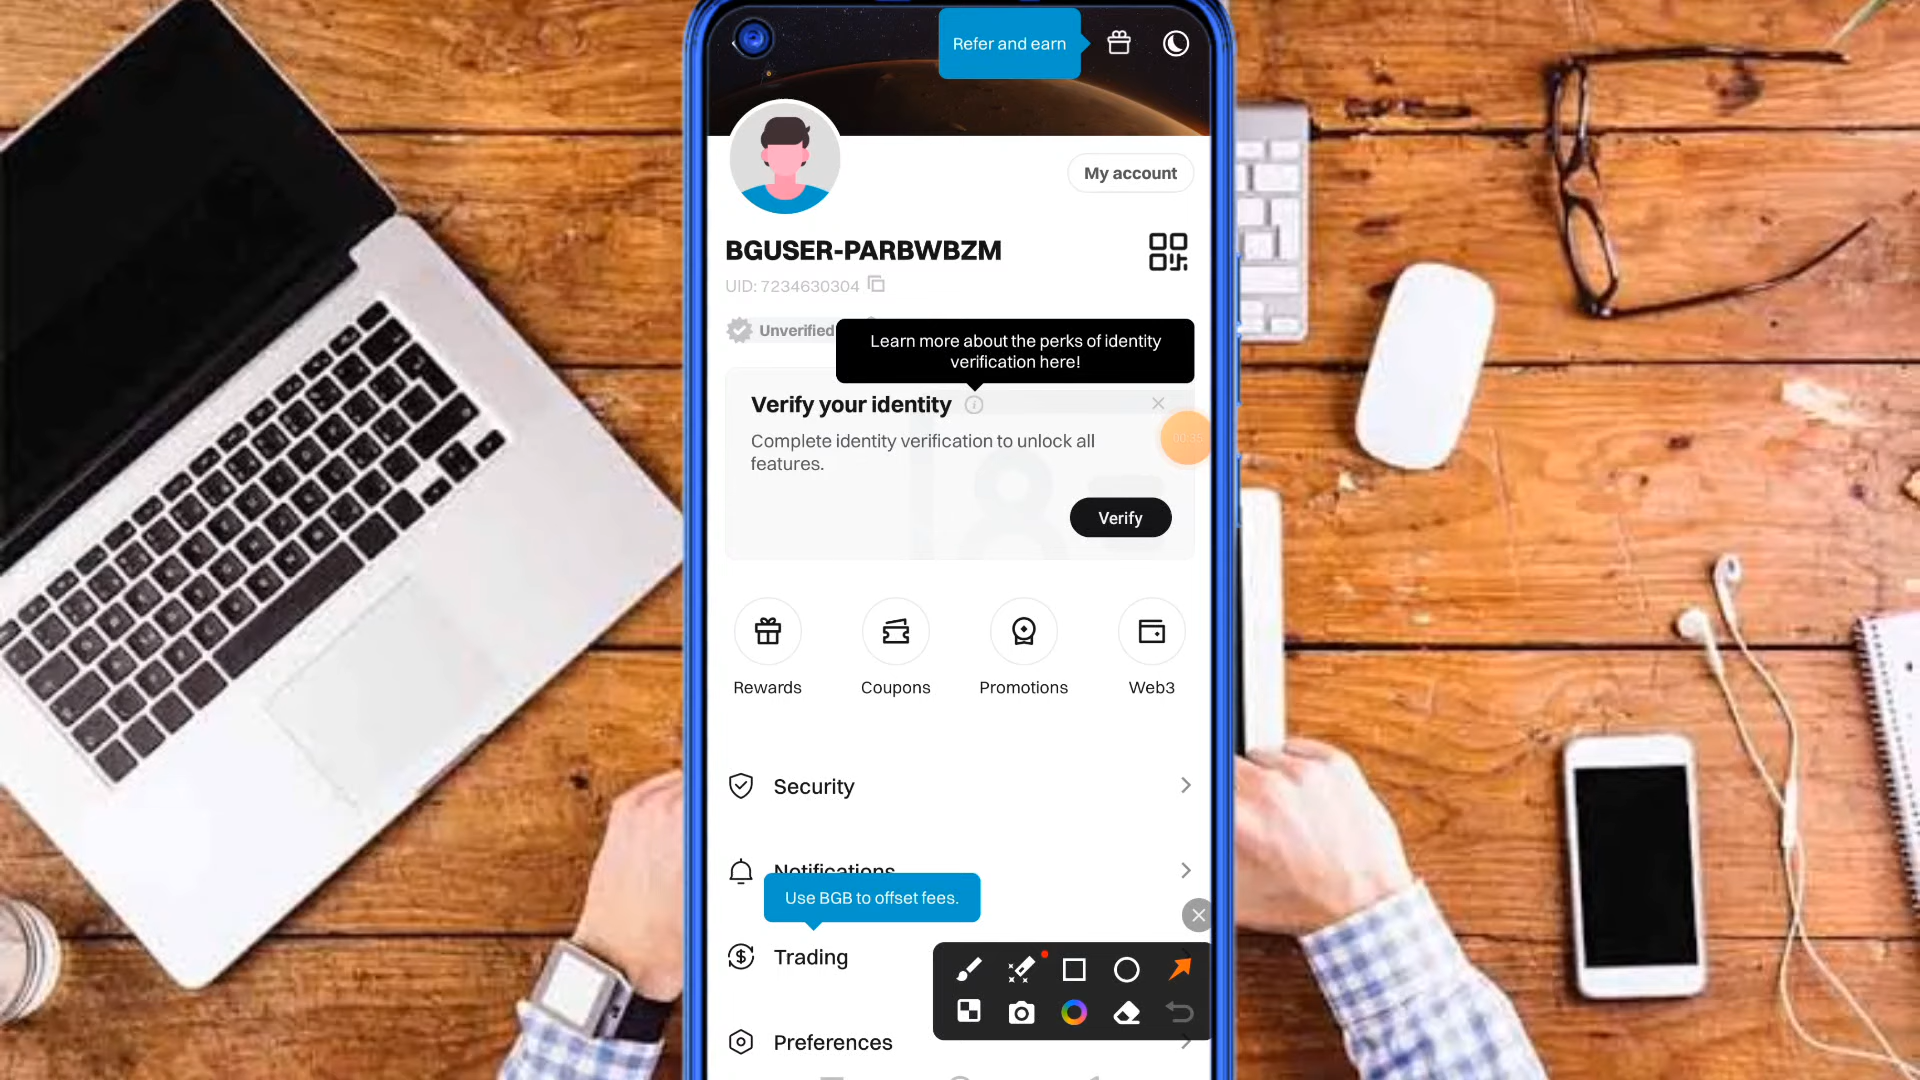 Refer and earn
My account
BGUSER-PARBWBZM
UID: 7234630304
Unverified
Learn more about the perks of identity
verification here!
Verify your identity
Complete identity verification to unlock all
features.
Verify
Rewards
Coupons
Promotions
Web3
Security
Notifications
Use BGB to offset fees.
Trading
Preferences